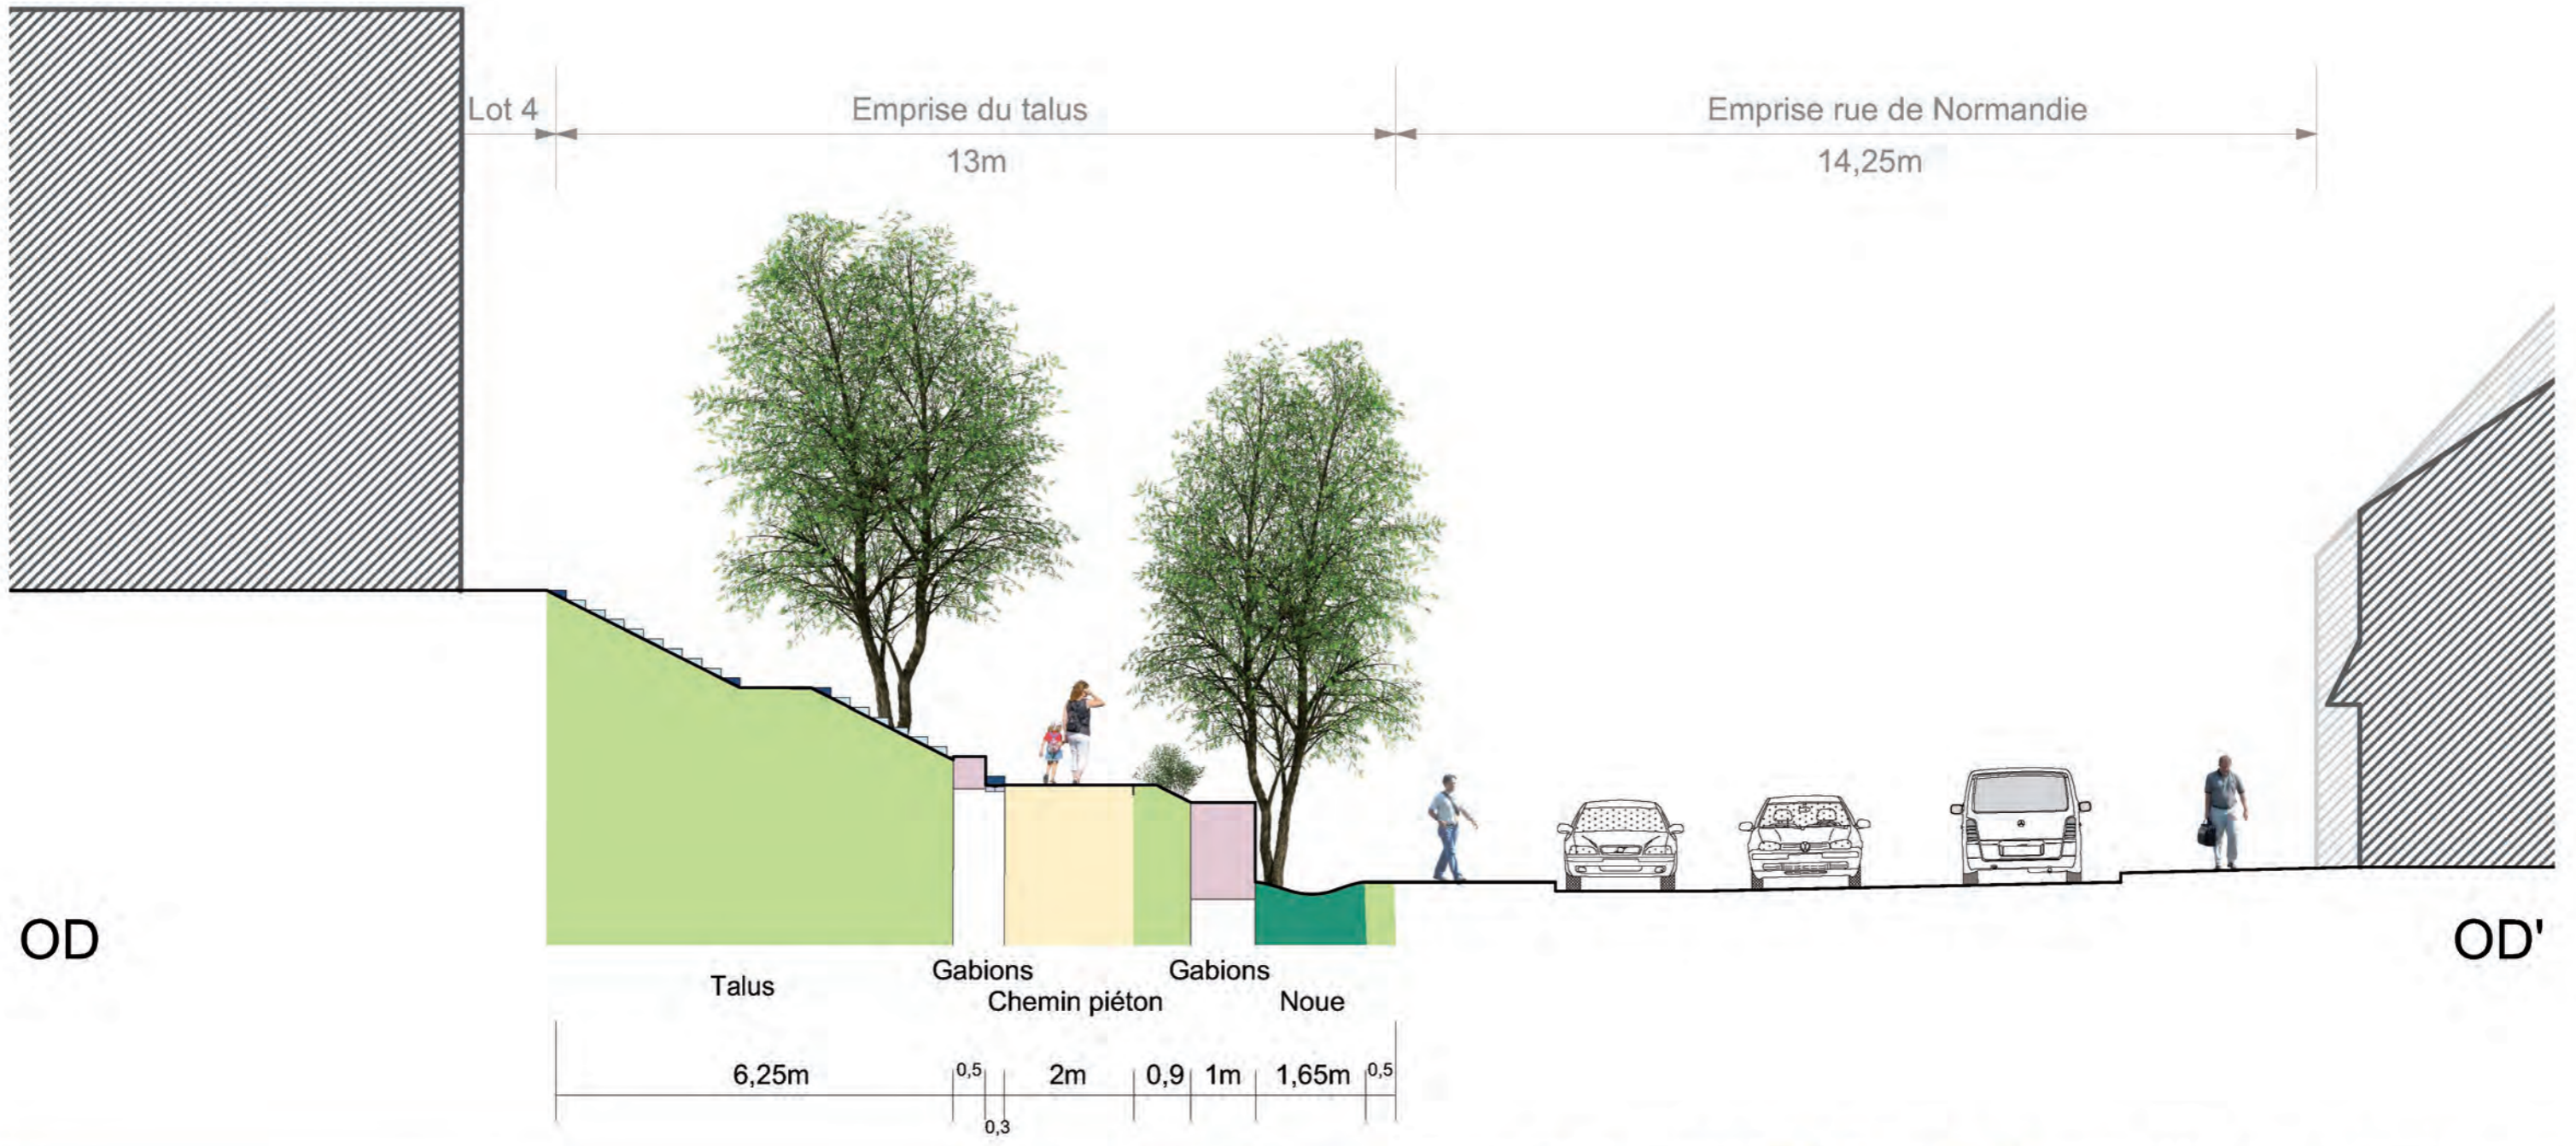 Lot 4
Emprise du talus
Emprise rue de Normandie
13m
14,25m
OD
OD'
Gabions
Gabions
Talus
Chemin piéton
Noue
6,25m
0,5
2m
0,9
1m
1,65m
0,5
0,3